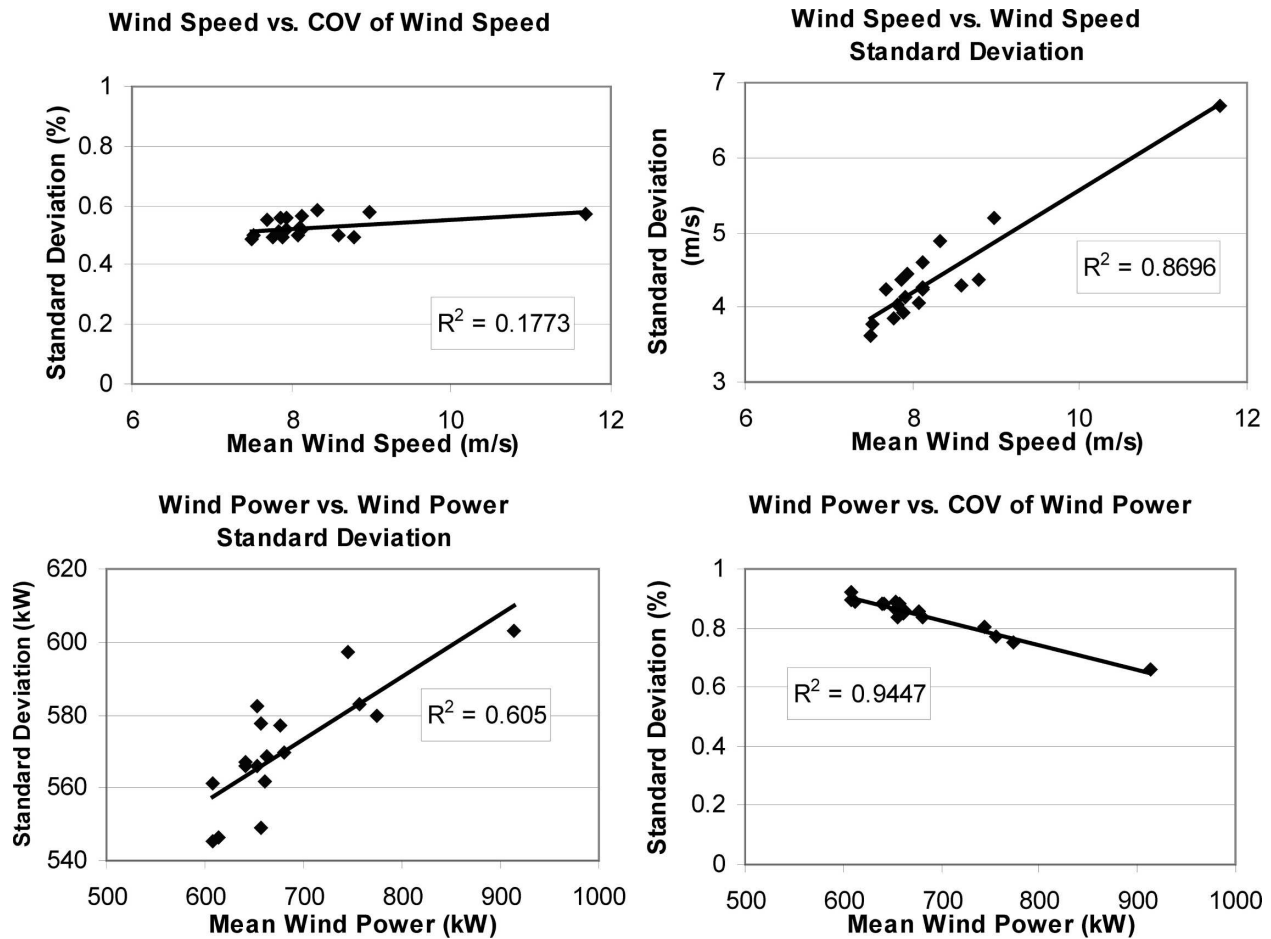 Wind Speed vs. COV of Wind Speed
1
0.8
0.6
0.4
0.2
0
Standard Deviation (%)
R² = 0.1773
6 8 10 12
Mean Wind Speed (m/s)
Wind Speed vs. Wind Speed
Standard Deviation
7
6
5
4
3
Standard Deviation
(m/s)
R² = 0.8696
6 8 10 12
Mean Wind Speed (m/s)
Wind Power vs. Wind Power
Standard Deviation
620
600
580
560
540
Standard Deviation (kW)
R² = 0.605
500 600 700 800 900 1000
Mean Wind Power (kW)
Wind Power vs. COV of Wind Power
1
0.8
0.6
0.4
0.2
0
Standard Deviation (%)
R² = 0.9447
500 600 700 800 900 1000
Mean Wind Power (kW)